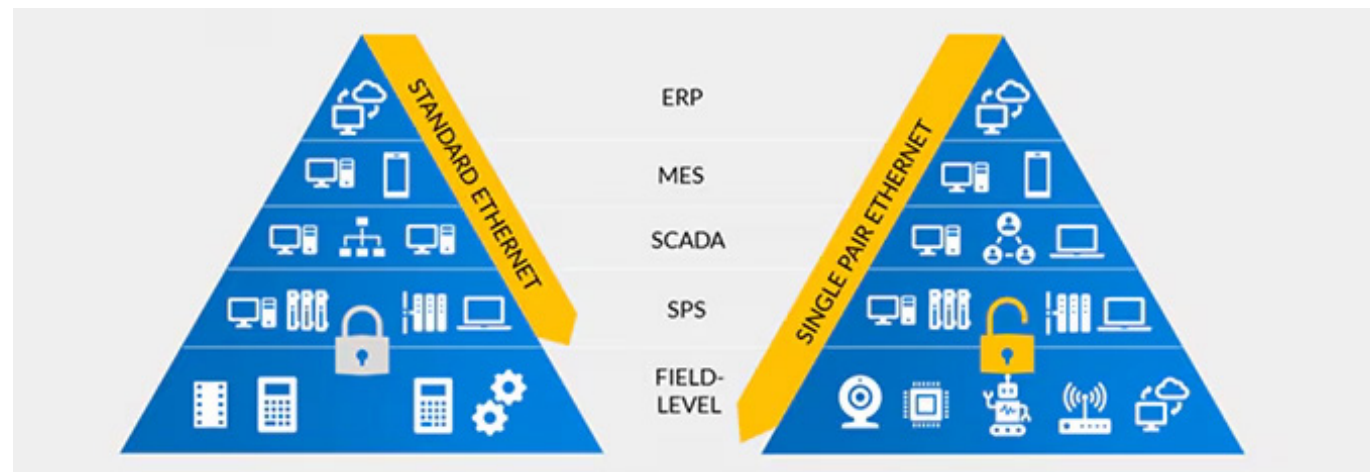 STANDARD ETHERNET
ERP
MES
SCADA
SPS
FIELD-
LEVEL
SINGLE PAIR ETHERNET